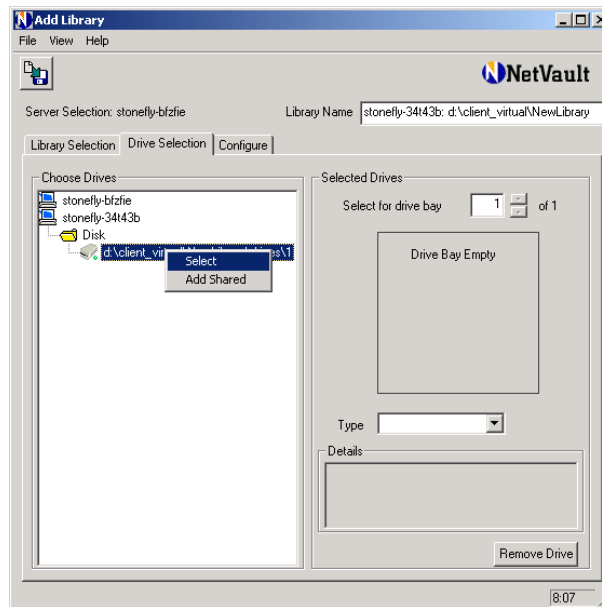 Add Library
File View Help
NetVault
Server Selection: stonefly-bfzfie
Library Name stonefly-34t43b: d:\client_virtual\NewLibrary
Library Selection Drive Selection Configure
Choose Drives
stonefly-bfzfie
stonefly-34t43b
Disk
d:\client_vir
s\1
Select
Add Shared
Selected Drives
Select for drive bay 1 of 1
Drive Bay Empty
Type
Details
Remove Drive
8:07